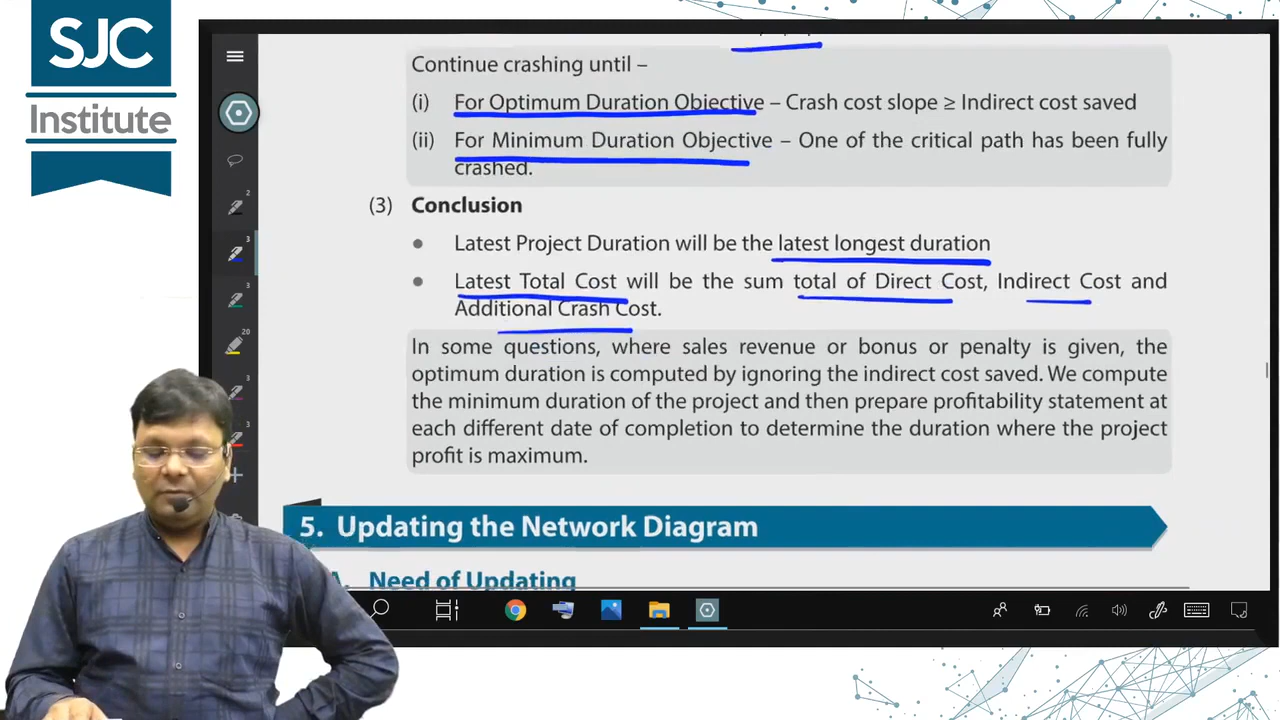 SJC
Institute
Continue crashing until –
(i) For Optimum Duration Objective – Crash cost slope ≥ Indirect cost saved
(ii) For Minimum Duration Objective – One of the critical path has been fully
crashed.
(3) Conclusion
● Latest Project Duration will be the latest longest duration
● Latest Total Cost will be the sum total of Direct Cost, Indirect Cost and
Additional Crash Cost.
In some questions, where sales revenue or bonus or penalty is given, the
optimum duration is computed by ignoring the indirect cost saved. We compute
the minimum duration of the project and then prepare profitability statement at
each different date of completion to determine the duration where the project
profit is maximum.
5. Updating the Network Diagram
Need of Updating
2
3
3
20
3
3